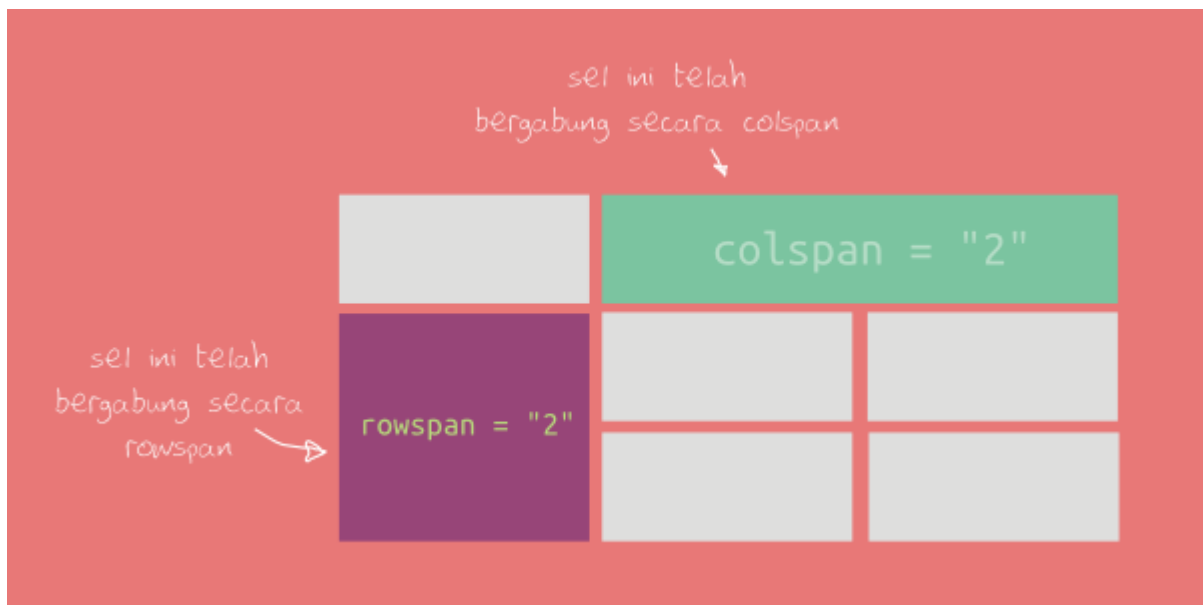 sel ini telah
bergabung secara colspan
colspan = "2"
sel ini telah
bergabung secara
rowspan
rowspan = "2"